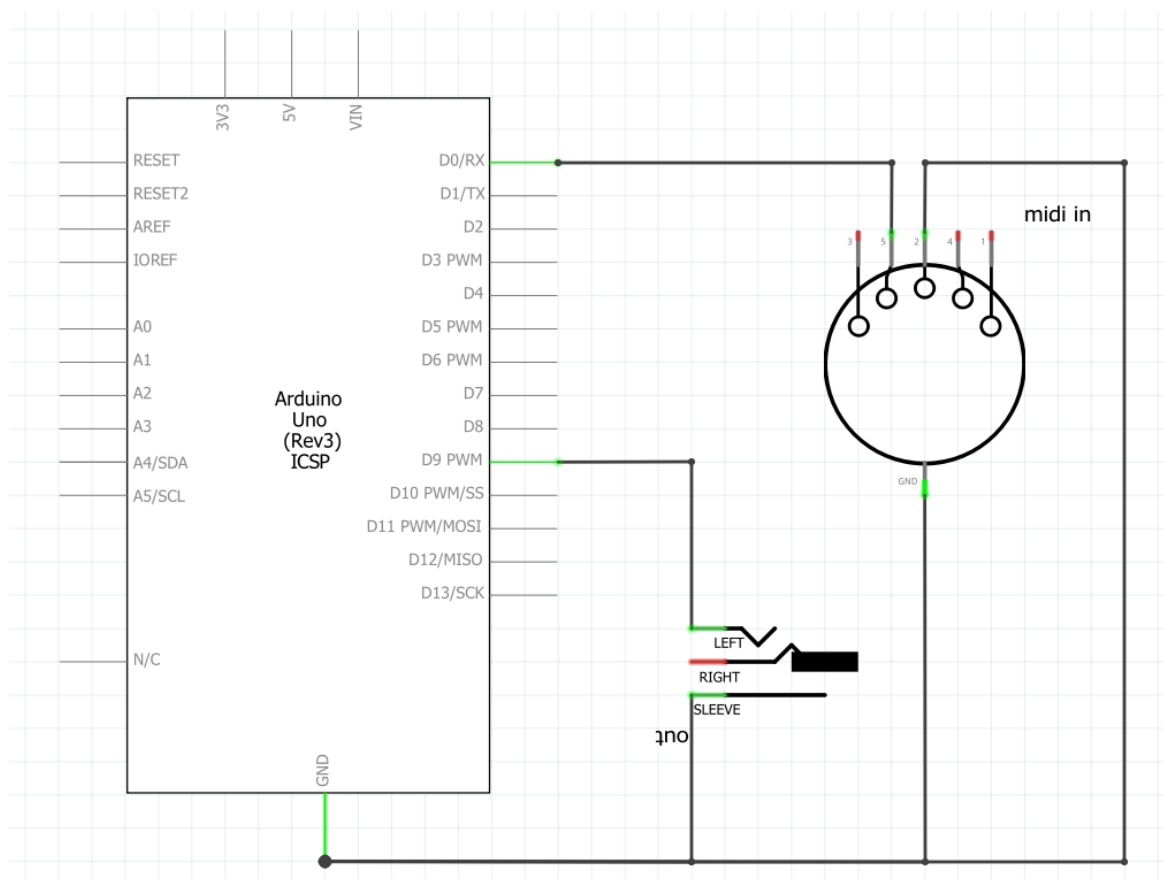 3V3
5V
VIN
RESET
RESET2
AREF
IOREF
A0
A1
A2
A3
A4/SDA
A5/SCL
N/C
Arduino
Uno
(Rev3)
ICSP
D0/RX
D1/TX
D2
D3 PWM
D4
D5 PWM
D6 PWM
D7
D8
D9 PWM
D10 PWM/SS
D11 PWM/MOSI
D12/MISO
D13/SCK
GND
midi in
3 5 2 4 1
GND
LEFT
RIGHT
SLEEVE
out